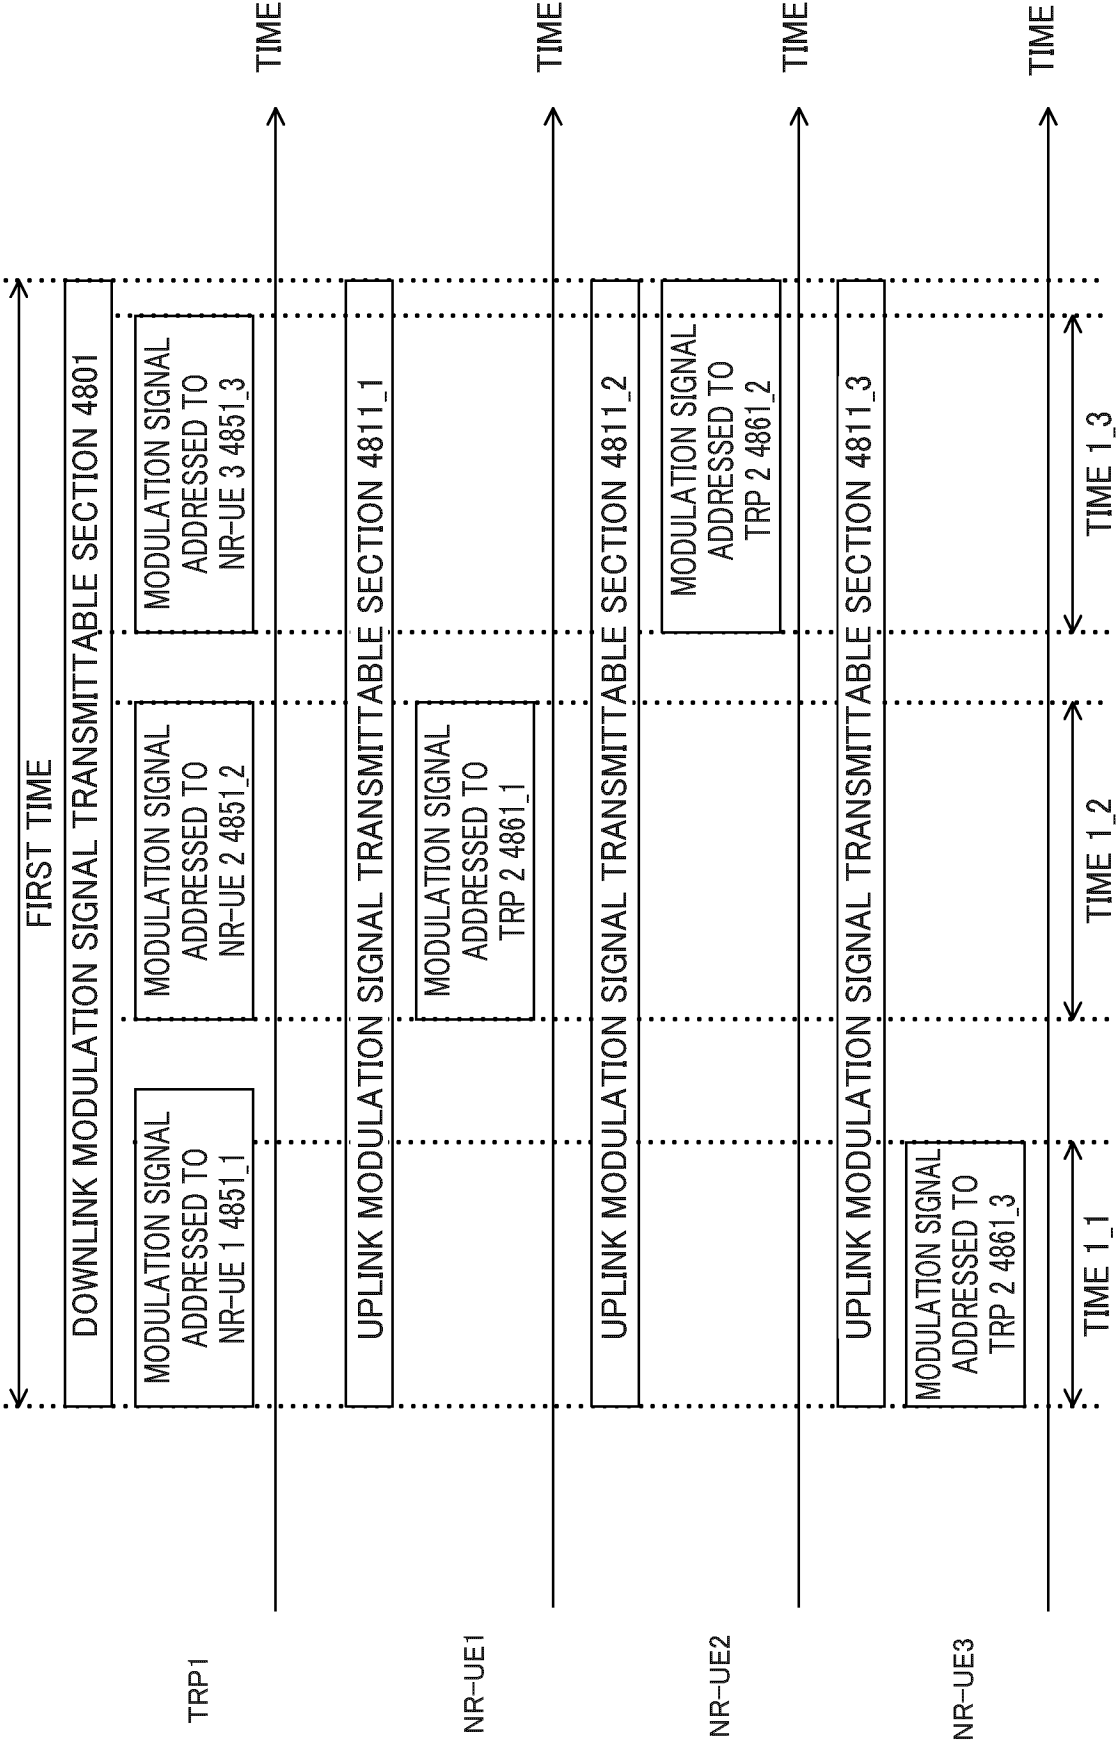 FIRST TIME
DOWNLINK MODULATION SIGNAL TRANSMITTABLE SECTION 4801
TRP1
MODULATION SIGNAL
ADDRESSED TO
NR-UE 1 4851_1
MODULATION SIGNAL
ADDRESSED TO
NR-UE 2 4851_2
MODULATION SIGNAL
ADDRESSED TO
NR-UE 3 4851_3
TIME
UPLINK MODULATION SIGNAL TRANSMITTABLE SECTION 4811_1
NR-UE1
MODULATION SIGNAL
ADDRESSED TO
TRP 2 4861_1
TIME
UPLINK MODULATION SIGNAL TRANSMITTABLE SECTION 4811_2
NR-UE2
MODULATION SIGNAL
ADDRESSED TO
TRP 2 4861_2
TIME
UPLINK MODULATION SIGNAL TRANSMITTABLE SECTION 4811_3
NR-UE3
MODULATION SIGNAL
ADDRESSED TO
TRP 2 4861_3
TIME
TIME 1_1
TIME 1_2
TIME 1_3